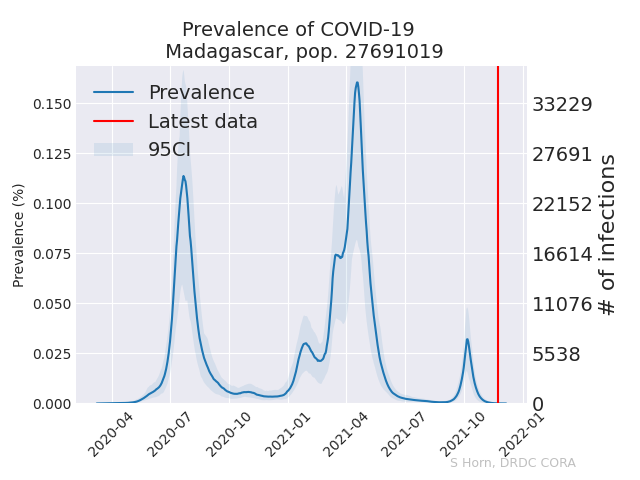 Prevalence of COVID-19
Madagascar, pop. 27691019
Prevalence
Latest data
95CI
Prevalence (%)
0.150
0.125
0.100
0.075
0.050
0.025
0.000
33229
27691
22152
16614
11076
5538
0
# of infections
2020-04
2020-07
2020-10
2021-01
2021-04
2021-07
2021-10
2022-01
S Horn, DRDC CORA